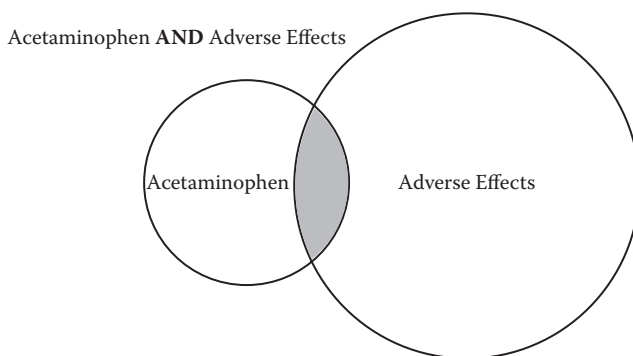 Acetaminophen AND Adverse Effects
Acetaminophen
Adverse Effects